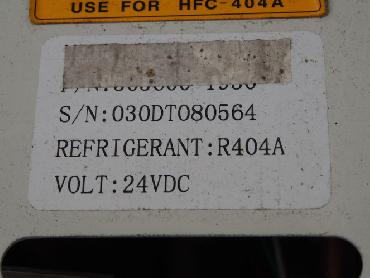 USE FOR HFC-404A
S/N:030DT080564
REFRIGERANT:R404A
VOLT:24VDC